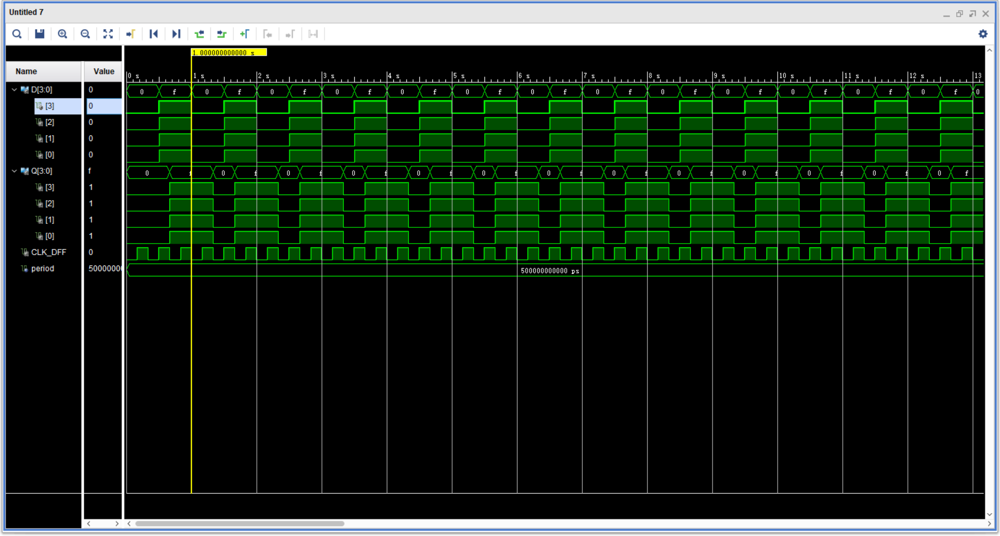 Untitled 7
1.000000000000 s
Name Value
0 s 1 s 2 s 3 s 4 s 5 s 6 s 7 s 8 s 9 s 10 s 11 s 12 s 13
D[3:0] 0 0 f 0 f 0 f 0 f 0 f 0 f 0 f 0 f 0 f 0 f 0 f 0 f 0 f 0
[3] 0
[2] 0
[1] 0
[0] 0
Q[3:0] f 0 f 0 f 0 f 0 f 0 f 0 f 0 f 0 f 0 f 0 f 0 f 0 f 0 f
[3] 1
[2] 1
[1] 1
[0] 1
CLK_DFF 0
period 50000000 500000000000 ps